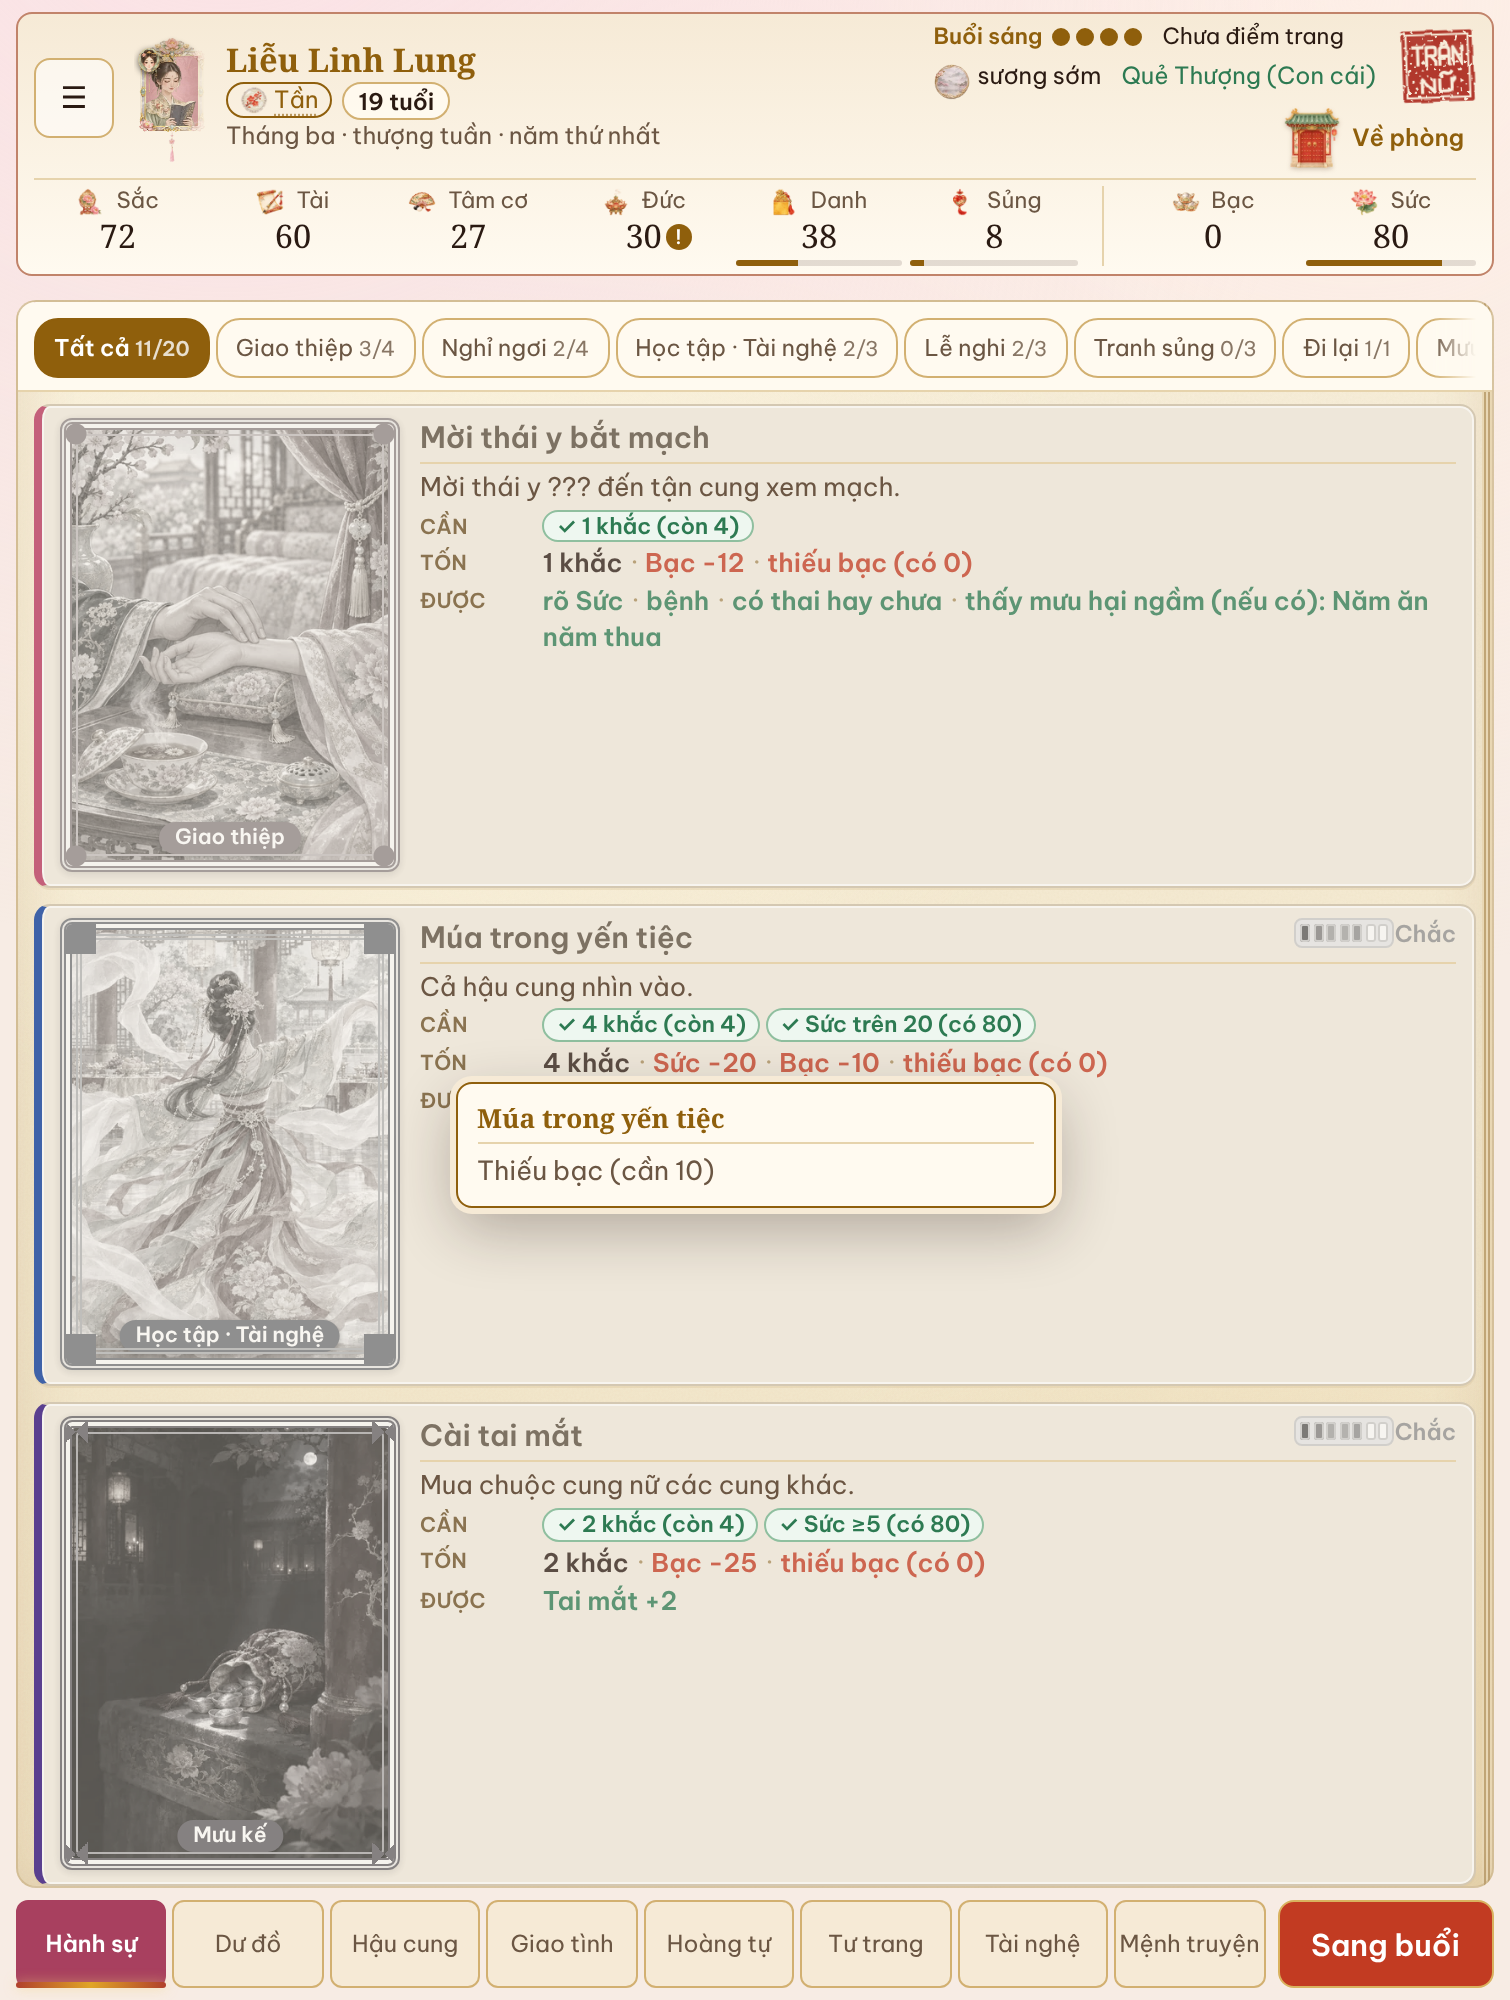 Liễu Linh Lung
Tần
19 tuổi
Tháng ba · thượng tuần · năm thứ nhất
Buổi sáng
Chưa điểm trang
sương sớm
Quẻ Thượng (Con cái)
TRÂN
NỮ
Về phòng
Sắc
72
Tài
60
Tâm cơ
27
Đức
30 !
Danh
38
Sủng
8
Bạc
0
Sức
80
Tất cả 11/20
Giao thiệp 3/4
Nghỉ ngơi 2/4
Học tập · Tài nghệ 2/3
Lễ nghi 2/3
Tranh sủng 0/3
Đi lại 1/1
Mời thái y bắt mạch
Mời thái y ??? đến tận cung xem mạch.
CẦN ✓ 1 khắc (còn 4)
TỐN 1 khắc · Bạc -12 · thiếu bạc (có 0)
ĐƯỢC rõ Sức · bệnh · có thai hay chưa · thấy mưu hại ngầm (nếu có): Năm ăn
năm thua
Giao thiệp
Múa trong yến tiệc
Chắc
Cả hậu cung nhìn vào.
CẦN ✓ 4 khắc (còn 4) ✓ Sức trên 20 (có 80)
TỐN 4 khắc · Sức -20 · Bạc -10 · thiếu bạc (có 0)
Múa trong yến tiệc
Thiếu bạc (cần 10)
Học tập · Tài nghệ
Cài tai mắt
Chắc
Mua chuộc cung nữ các cung khác.
CẦN ✓ 2 khắc (còn 4) ✓ Sức ≥5 (có 80)
TỐN 2 khắc · Bạc -25 · thiếu bạc (có 0)
ĐƯỢC Tai mắt +2
Mưu kế
Hành sự
Dư đồ
Hậu cung
Giao tình
Hoàng tự
Tư trang
Tài nghệ
Mệnh truyện
Sang buổi